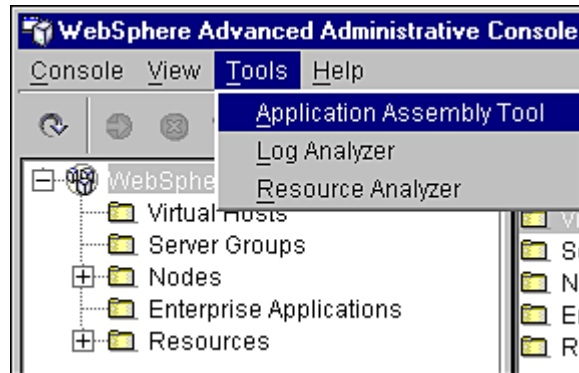 WebSphere Advanced Administrative Console
Console View Tools Help
Application Assembly Tool
Log Analyzer
Resource Analyzer
Virtual Hosts
Server Groups
Nodes
Enterprise Applications
Resources